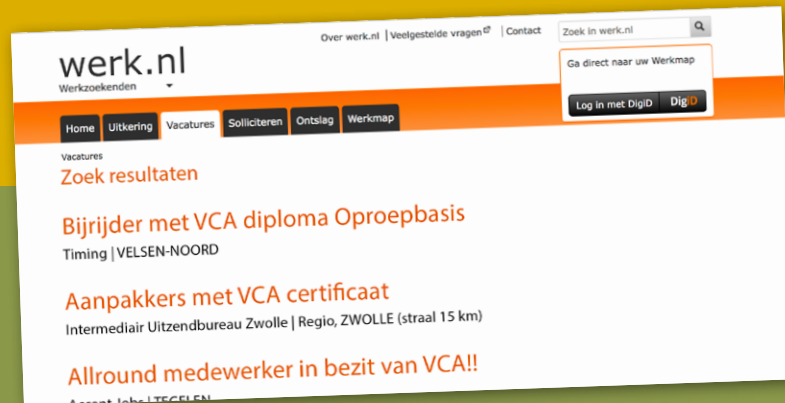 Over werk.nl | Veelgestelde vragen | Contact
Zoek in werk.nl
werk.nl
Werkzoekenden
Ga direct naar uw Werkmap
Log in met DigiD DigiD
Home Uitkering Vacatures Solliciteren Ontslag Werkmap
Vacatures
Zoek resultaten
Bijrijder met VCA diploma Oproepbasis
Timing | VELSEN-NOORD
Aanpakkers met VCA certificaat
Intermediair Uitzendbureau Zwolle | Regio, ZWOLLE (straal 15 km)
Allround medewerker in bezit van VCA!!
Accent Jobs | TEGELEN